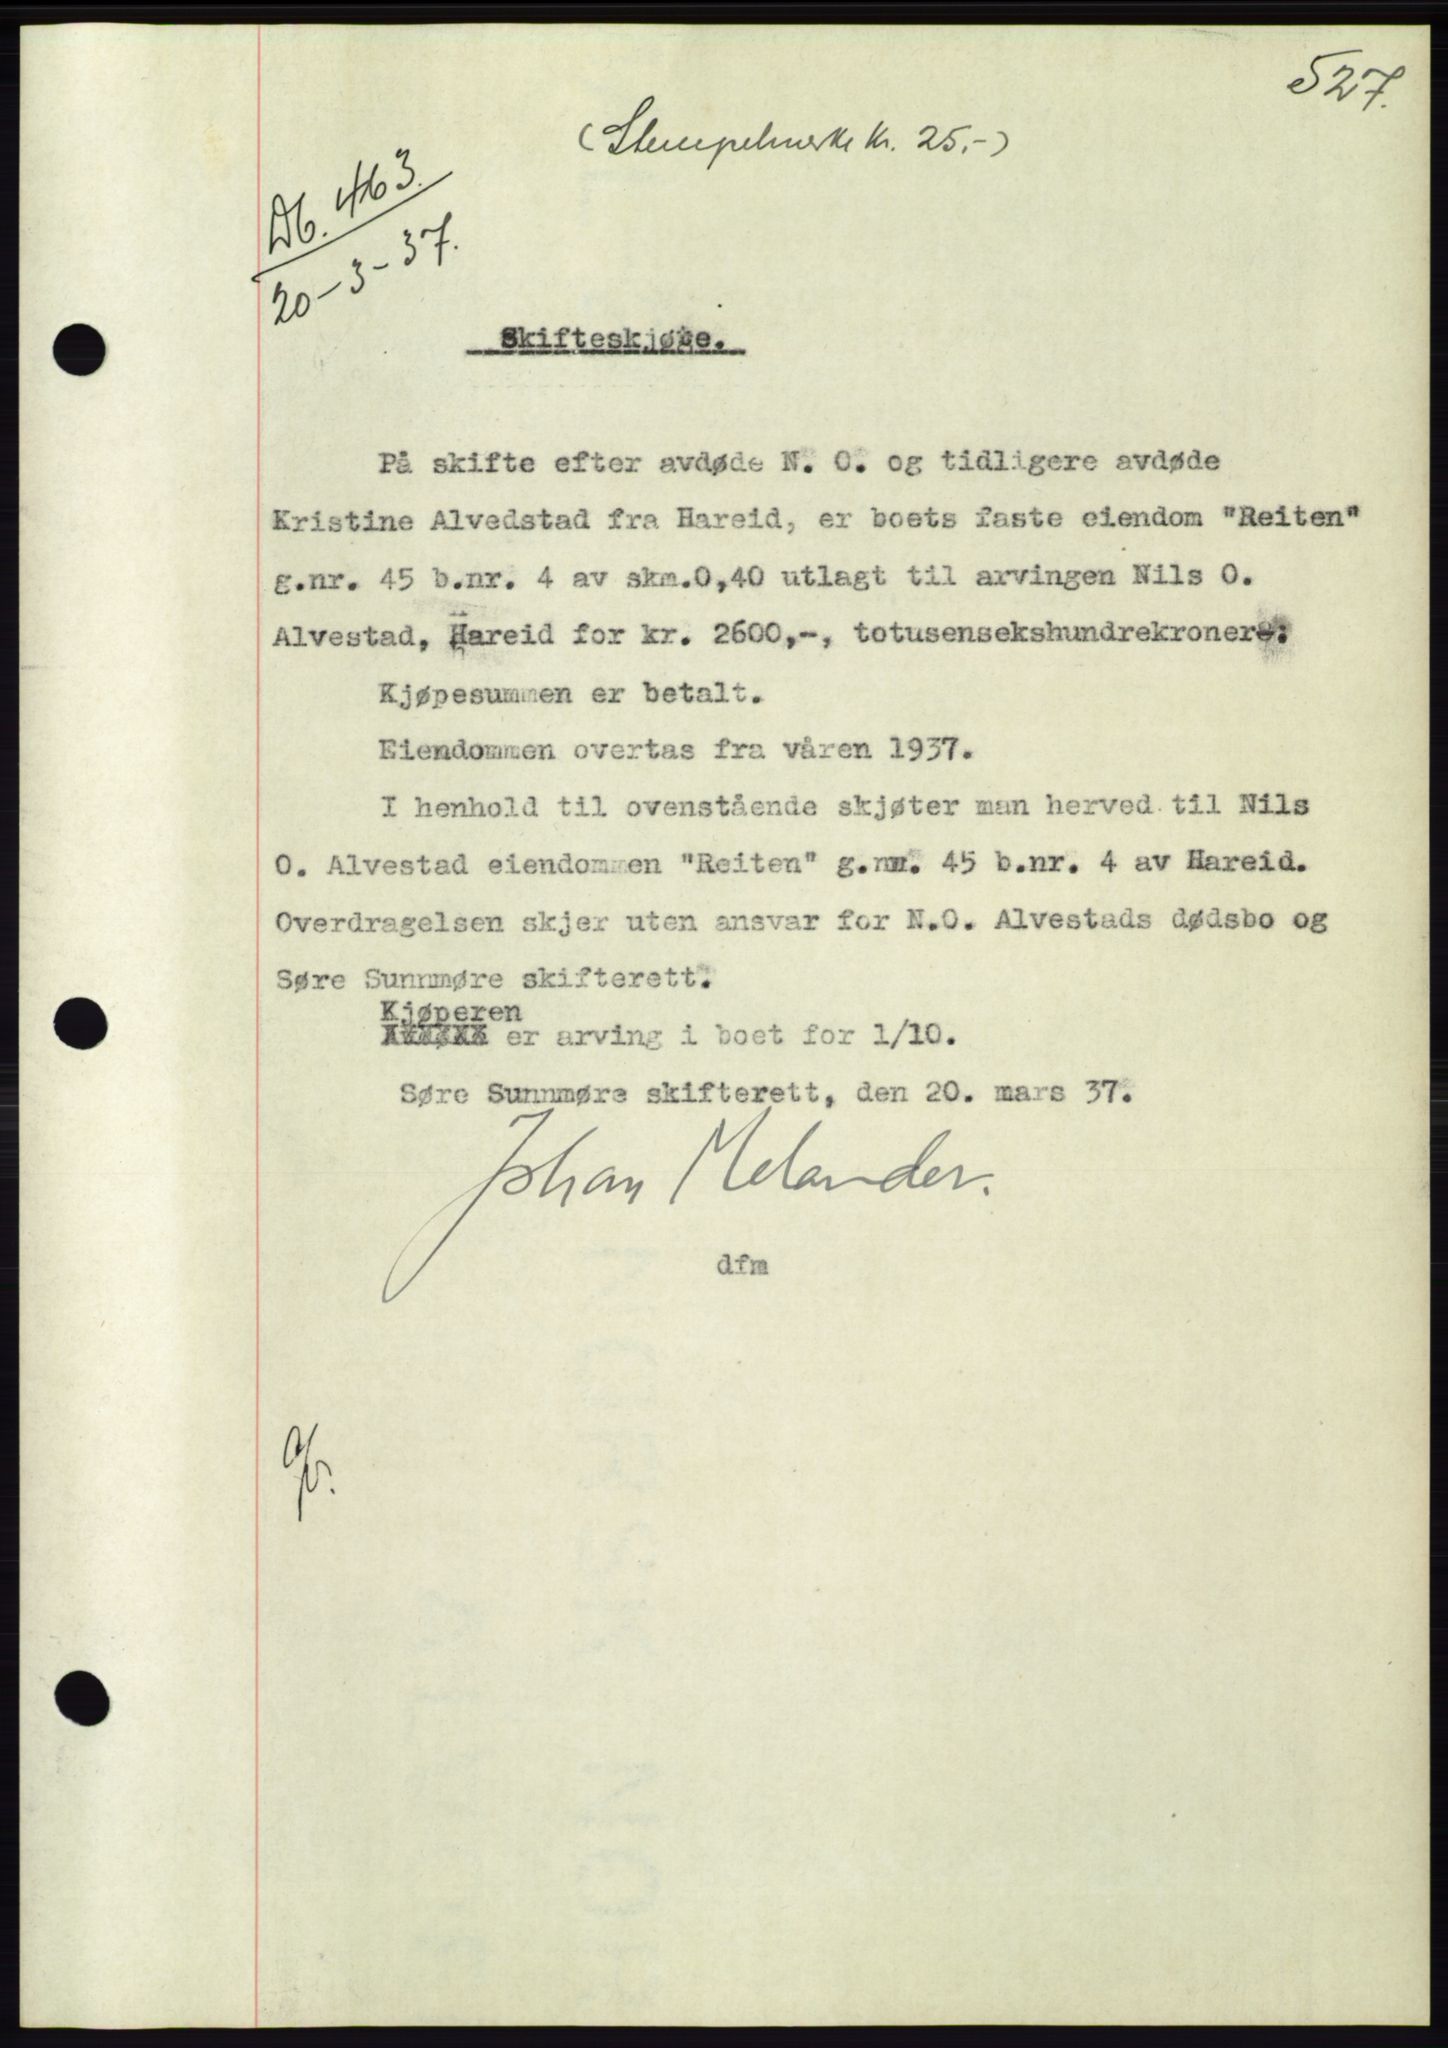 527.
(Stempelmerke kr. 25.-)
Db. 463.
20-3-37.
Skifteskjøte.
På skifte efter avdøde N. O. og tidligere avdøde
Kristine Alvedstad fra Hareid, er boets faste eiendom "Reiten"
g.nr. 45 b.nr. 4 av skm.0,40 utlagt til arvingen Nils O.
Alvestad, Hareid for kr. 2600,-, totusensekshundrekroner.
Kjøpesummen er betalt.
Eiendommen overtas fra våren 1937.
I henhold til ovenstående skjøter man herved til Nils
O. Alvestad eiendommen "Reiten" g.nr. 45 b.nr. 4 av Hareid.
Overdragelsen skjer uten ansvar for N.O. Alvestads dødsbo og
Søre Sunnmøre skifterett.
Kjøperen
er arving i boet for 1/10.
Søre Sunnmøre skifterett, den 20. mars 37.
Johan Melander.
dfm